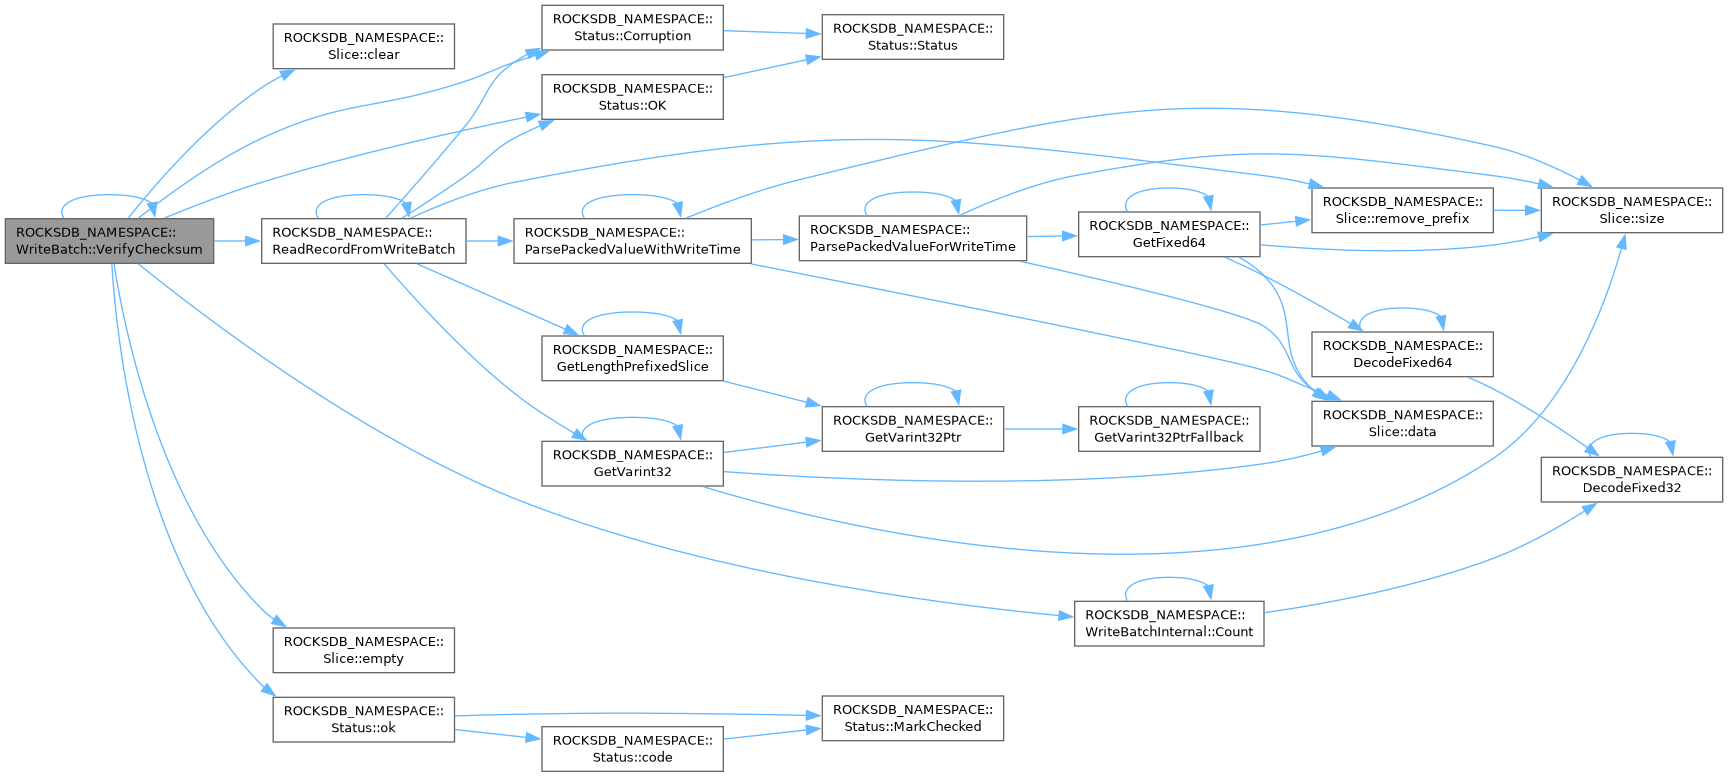 ROCKSDB_NAMESPACE::
WriteBatch::VerifyChecksum
ROCKSDB_NAMESPACE::
Slice::clear
ROCKSDB_NAMESPACE::
Status::Corruption
ROCKSDB_NAMESPACE::
Status::Status
ROCKSDB_NAMESPACE::
Status::OK
ROCKSDB_NAMESPACE::
ReadRecordFromWriteBatch
ROCKSDB_NAMESPACE::
ParsePackedValueWithWriteTime
ROCKSDB_NAMESPACE::
ParsePackedValueForWriteTime
ROCKSDB_NAMESPACE::
GetFixed64
ROCKSDB_NAMESPACE::
Slice::remove_prefix
ROCKSDB_NAMESPACE::
Slice::size
ROCKSDB_NAMESPACE::
GetLengthPrefixedSlice
ROCKSDB_NAMESPACE::
DecodeFixed64
ROCKSDB_NAMESPACE::
GetVarint32Ptr
ROCKSDB_NAMESPACE::
GetVarint32PtrFallback
ROCKSDB_NAMESPACE::
Slice::data
ROCKSDB_NAMESPACE::
GetVarint32
ROCKSDB_NAMESPACE::
DecodeFixed32
ROCKSDB_NAMESPACE::
WriteBatchInternal::Count
ROCKSDB_NAMESPACE::
Slice::empty
ROCKSDB_NAMESPACE::
Status::ok
ROCKSDB_NAMESPACE::
Status::MarkChecked
ROCKSDB_NAMESPACE::
Status::code